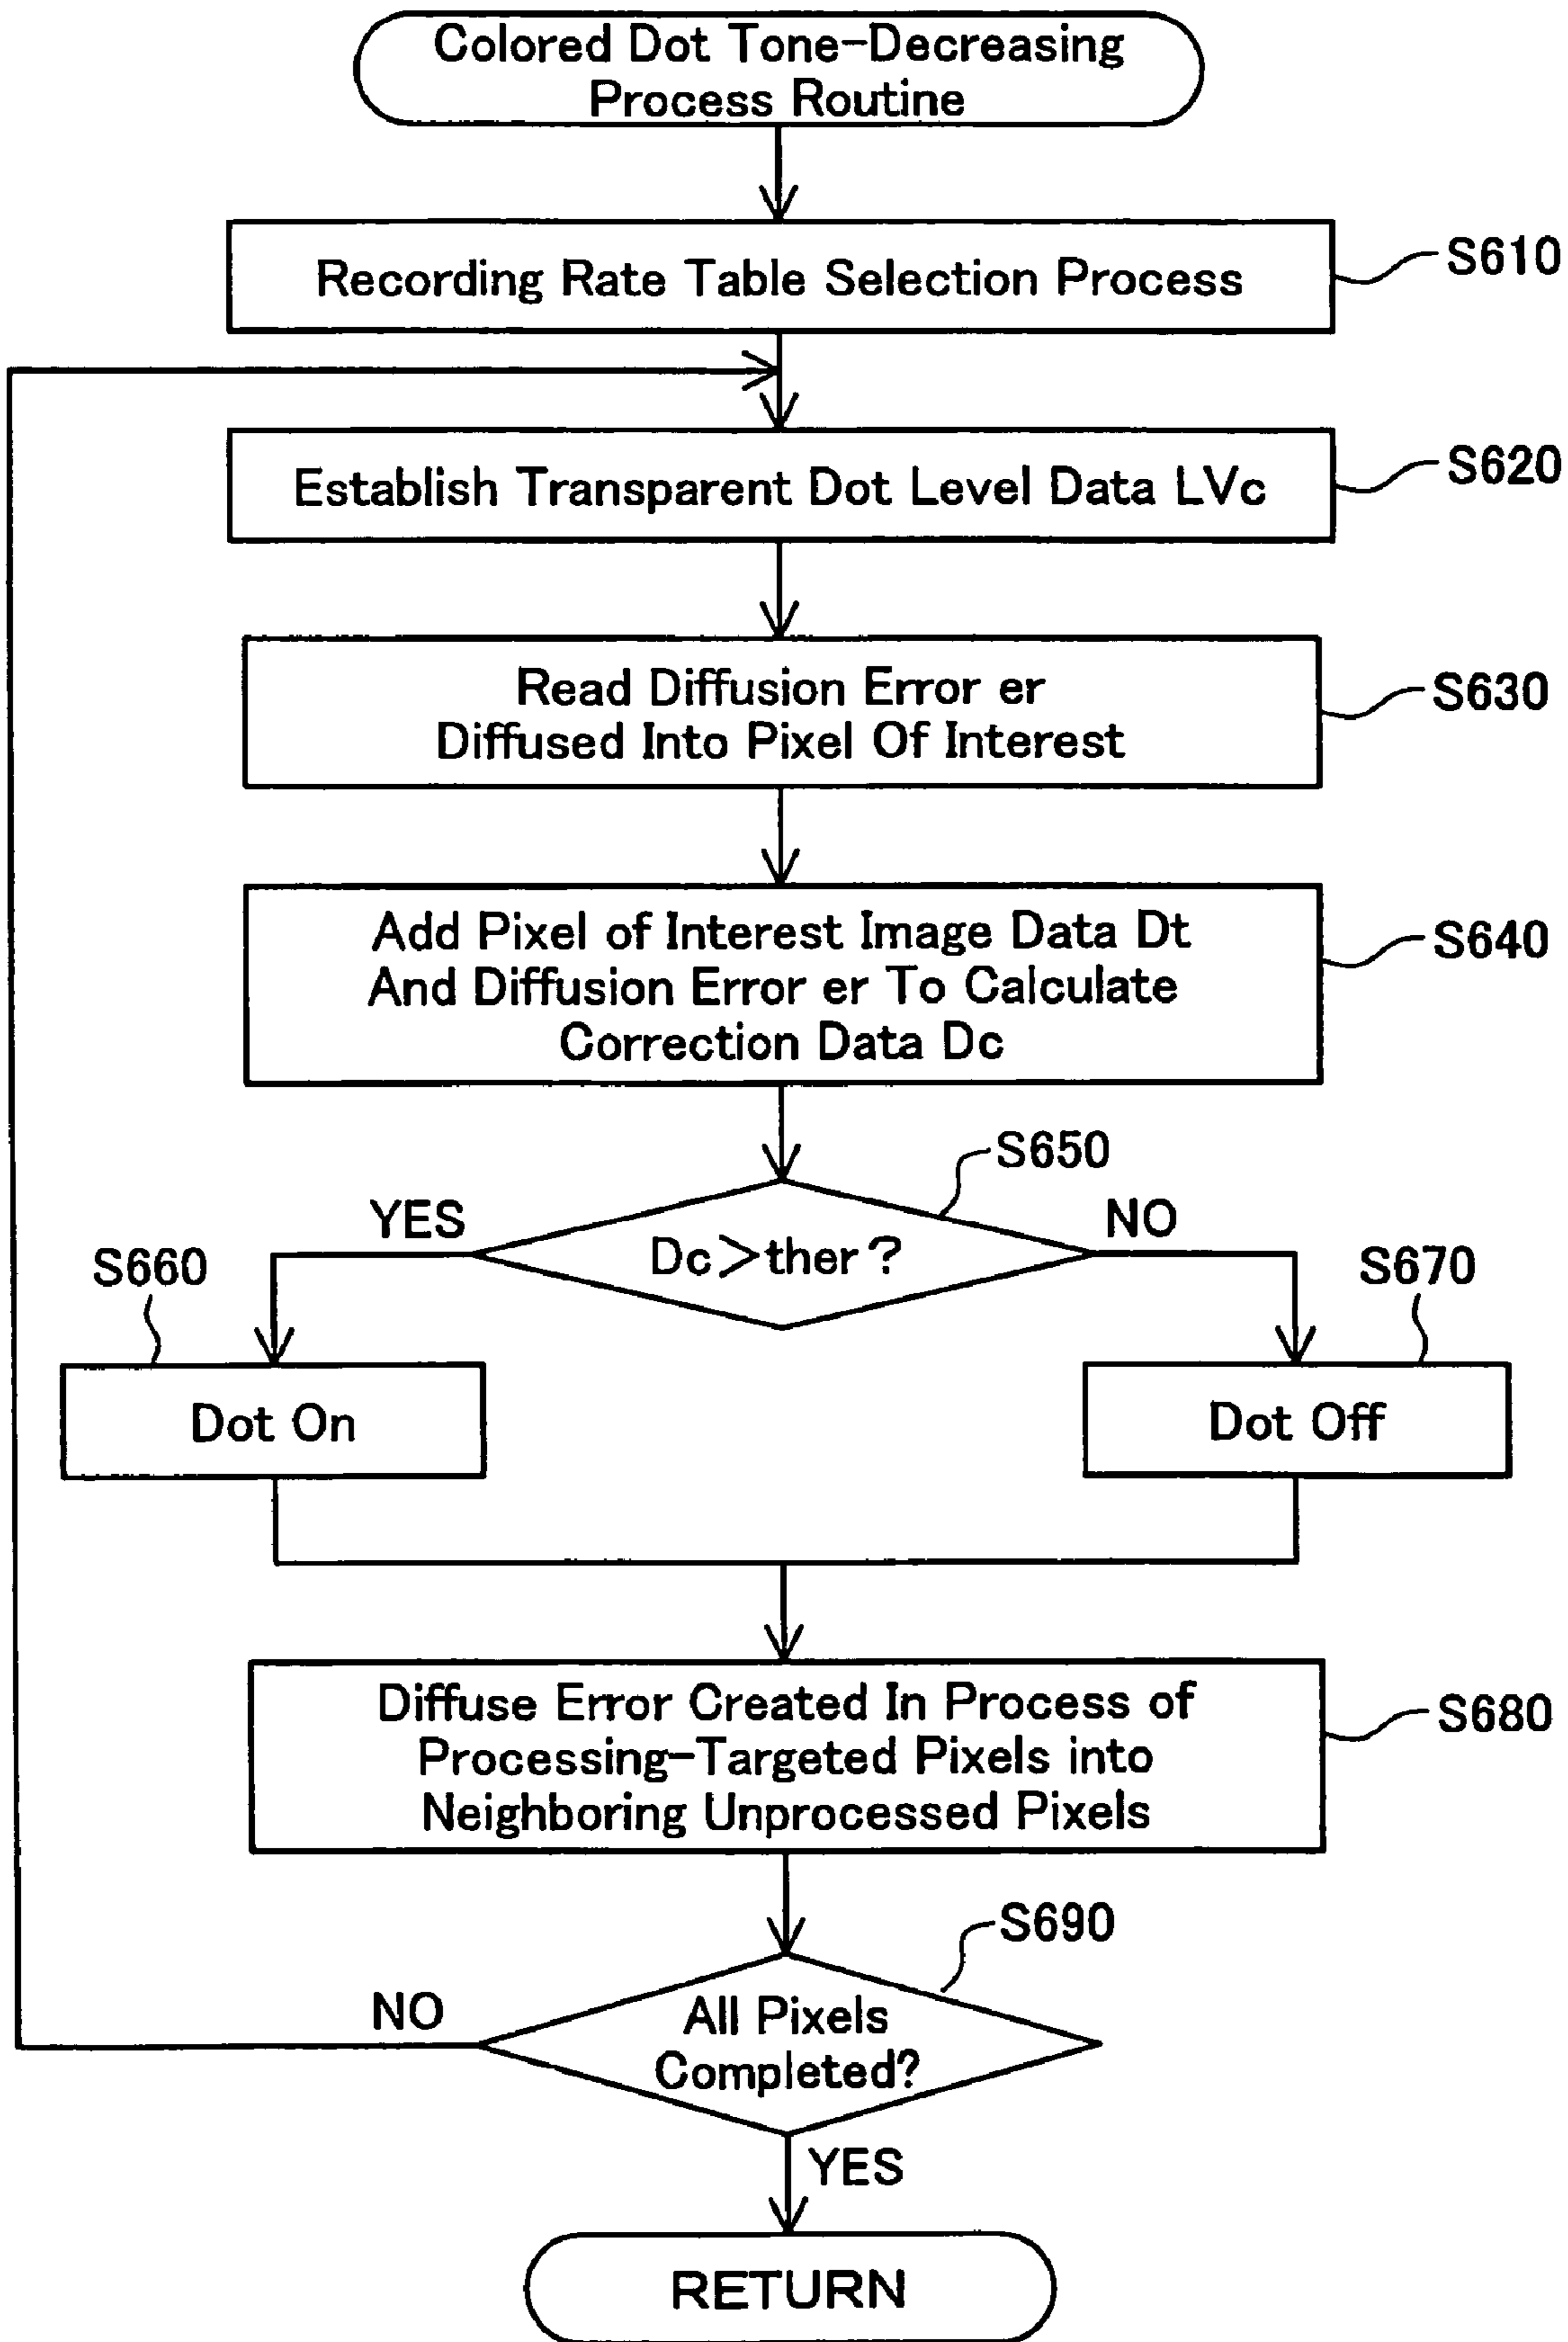 Colored Dot Tone-Decreasing
Process Routine
Recording Rate Table Selection Process
S610
Establish Transparent Dot Level Data LVc
S620
Read Diffusion Error er
Diffused Into Pixel Of Interest
S630
Add Pixel of Interest Image Data Dt
And Diffusion Error er To Calculate
Correction Data Dc
S640
S650
YES
NO
Dc>ther?
S660
S670
Dot On
Dot Off
Diffuse Error Created In Process of
Processing-Targeted Pixels into
Neighboring Unprocessed Pixels
S680
S690
NO
All Pixels
Completed?
YES
RETURN